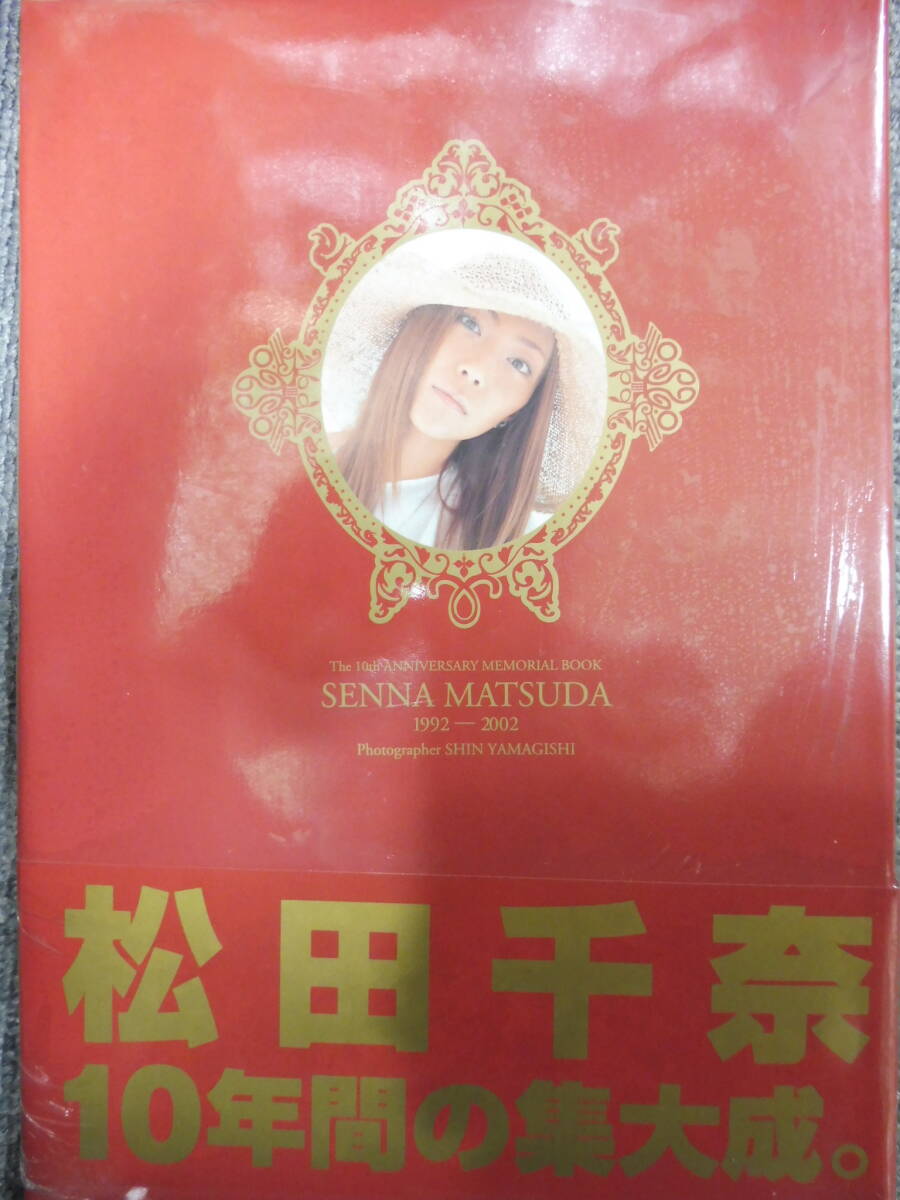 The 10th ANNIVERSARY MEMORIAL BOOK
SENNA MATSUDA
1992 — 2002
Photographer SHIN YAMAGISHI
松田千奈
10年間の集大成。